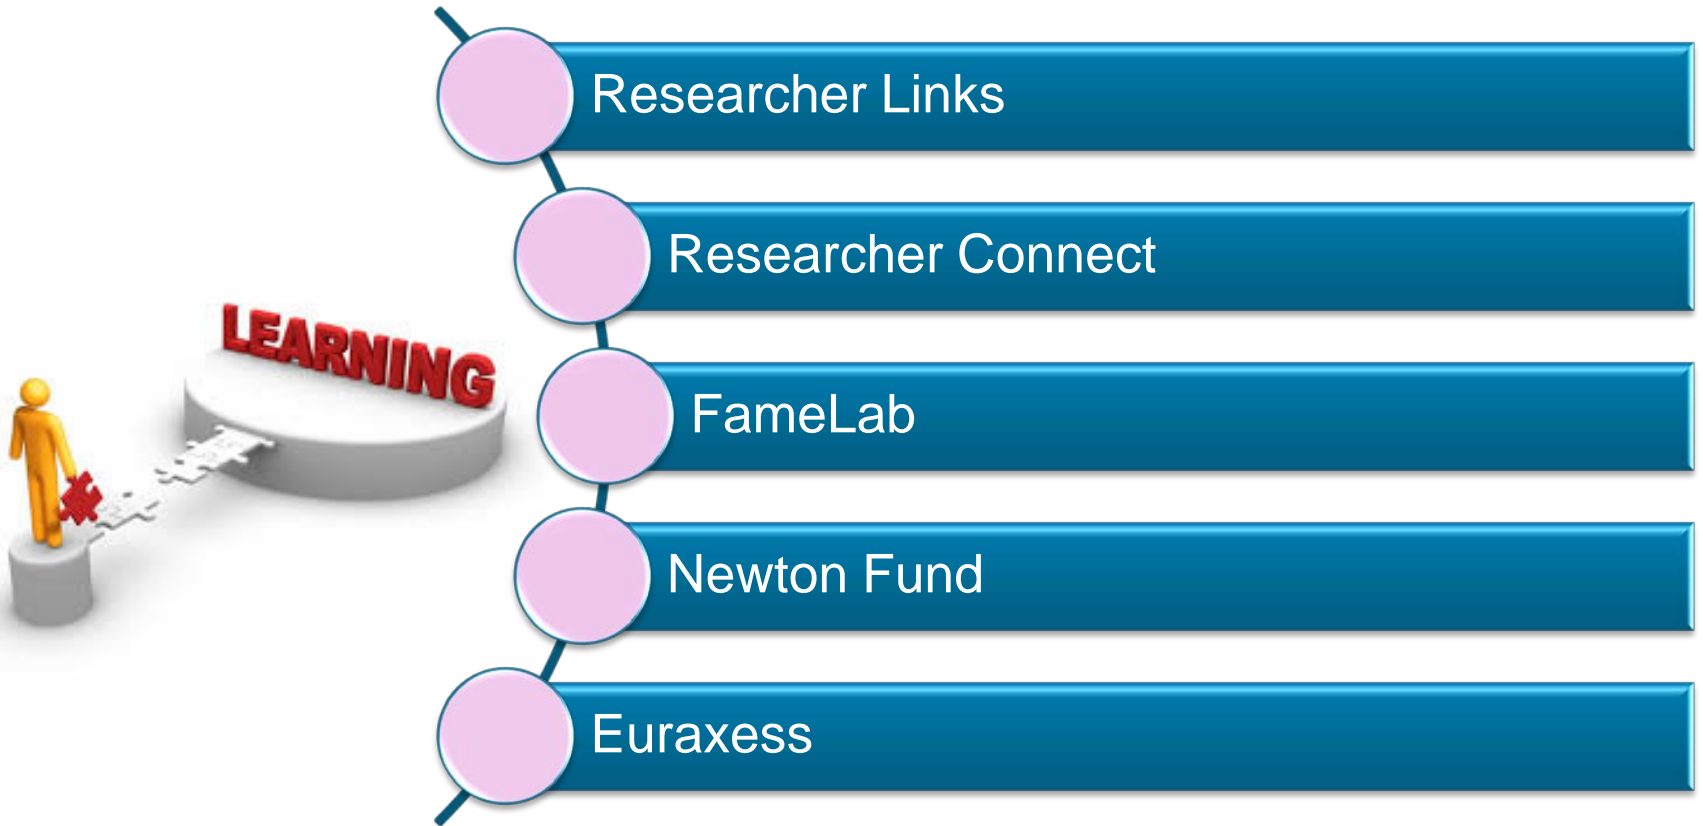 Researcher Links
Researcher Connect
LEARNING
FameLab
Newton Fund
Euraxess